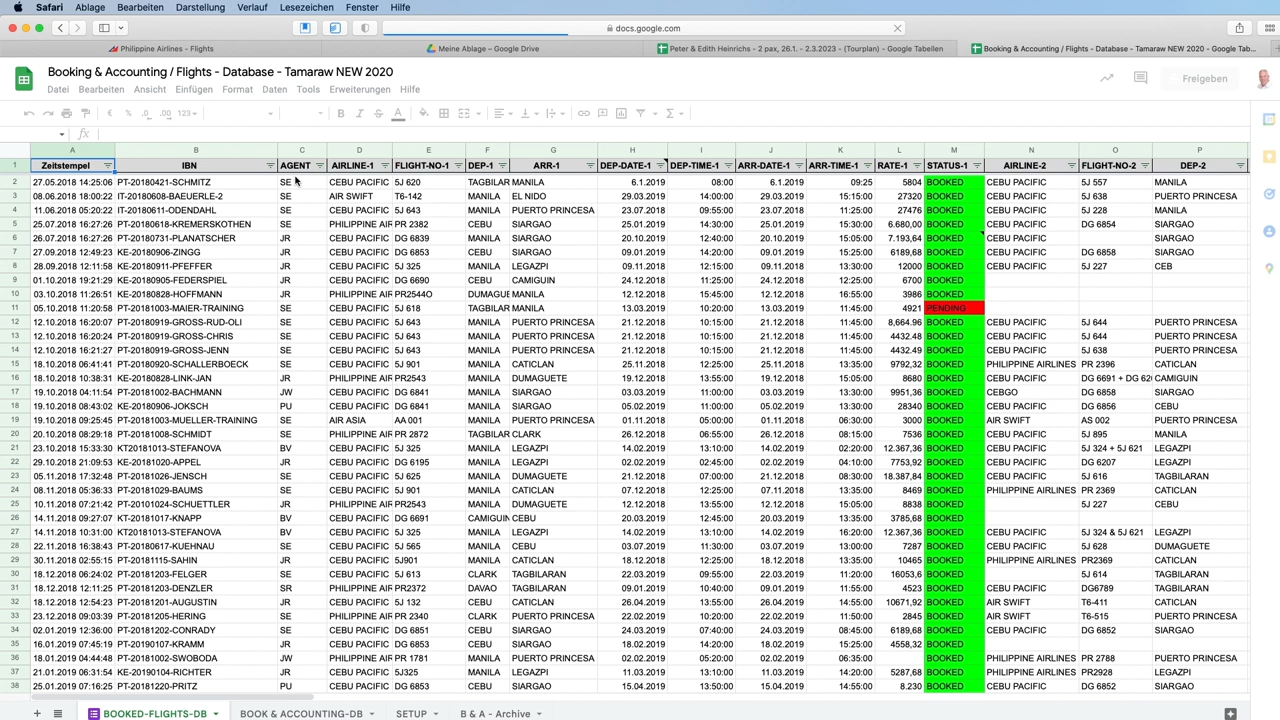 Safari Ablage Bearbeiten Darstellung Verlauf Lesezeichen Fenster Hilfe
docs.google.com
Philippine Airlines - Flights
Meine Ablage – Google Drive
Peter & Edith Heinrichs - 2 pax, 26.1. - 2.3.2023 - (Tourplan) - Google Tabellen
Booking & Accounting / Flights - Database - Tamaraw NEW 2020 - Google Tab...
Booking & Accounting / Flights - Database - Tamaraw NEW 2020
Freigeben
Datei Bearbeiten Ansicht Einfügen Format Daten Tools Erweiterungen Hilfe
€ % .0 .00 123
fx
A B C D E F G H I J K L M N O P
1 Zeitstempel IBN AGENT AIRLINE-1 FLIGHT-NO-1 DEP-1 ARR-1 DEP-DATE-1 DEP-TIME-1 ARR-DATE-1 ARR-TIME-1 RATE-1 STATUS-1 AIRLINE-2 FLIGHT-NO-2 DEP-2
2 27.05.2018 14:25:06 PT-20180421-SCHMITZ SE CEBU PACIFIC 5J 620 TAGBILAR MANILA 6.1.2019 08:00 6.1.2019 09:25 5804 BOOKED CEBU PACIFIC 5J 557 MANILA
3 08.06.2018 18:00:22 IT-20180608-BAEUERLE-2 SE AIR SWIFT T6-142 MANILA EL NIDO 29.03.2019 14:00:00 29.03.2019 15:15:00 27320 BOOKED CEBU PACIFIC 5J 638 PUERTO PRINCESA
4 11.06.2018 05:20:22 IT-20180611-ODENDAHL SE CEBU PACIFIC 5J 643 MANILA PUERTO PRINCESA 23.07.2018 09:55:00 23.07.2018 11:25:00 27476 BOOKED CEBU PACIFIC 5J 228 MANILA
5 25.07.2018 16:27:26 PT-20180618-KREMERSKOTHEN SE PHILIPPINE AIR PR 2382 CEBU SIARGAO 25.01.2019 14:30:00 25.01.2019 15:30:00 6.680,00 BOOKED CEBU PACIFIC DG 6854 SIARGAO
6 26.07.2018 16:27:26 PT-20180731-PLANATSCHER JR CEBU PACIFIC DG 6839 MANILA SIARGAO 20.10.2019 12:40:00 20.10.2019 15:05:00 7.193,64 BOOKED CEBU PACIFIC SIARGAO
7 27.09.2018 12:49:23 KE-20180905-ZINGG JR CEBU PACIFIC DG 6853 CEBU SIARGAO 09.10.2018 14:20:00 09.10.2018 15:25:00 6189,68 BOOKED CEBU PACIFIC DG 6858 SIARGAO
8 28.09.2018 12:11:58 KE-20180911-PFEFFER JR CEBU PACIFIC 5J 325 MANILA LEGAZPI 09.11.2018 12:15:00 09.11.2018 13:30:00 12000 BOOKED CEBU PACIFIC 5J 227 CEB
9 01.10.2018 19:21:29 KE-20180905-FEDERSPIEL JR CEBU PACIFIC DG 6690 CEBU CAMIGUIN 24.12.2018 11:25:00 24.12.2018 12:25:00 6700 BOOKED
10 03.10.2018 11:26:51 KE-20180828-HOFFMANN JR PHILIPPINE AIR PR2544O DUMAGUE MANILA 12.12.2018 15:45:00 12.12.2018 16:55:00 3986 BOOKED
11 05.10.2018 11:20:58 PT-20181003-MAIER-TRAINING SE CEBU PACIFIC 5J 618 TAGBILAR MANILA 13.03.2019 10:20:00 13.03.2019 11:45:00 4921 PENDING
12 12.10.2018 16:20:07 PT-20180919-GROSS-RUD-OLI SE CEBU PACIFIC 5J 643 MANILA PUERTO PRINCESA 21.12.2018 10:15:00 21.12.2018 11:45:00 8,664.96 BOOKED CEBU PACIFIC 5J 644 PUERTO PRINCESA
13 12.10.2018 16:20:24 PT-20180919-GROSS-CHRIS SE CEBU PACIFIC 5J 643 MANILA PUERTO PRINCESA 21.12.2018 10:15:00 21.12.2018 11:45:00 4432.48 BOOKED CEBU PACIFIC 5J 644 PUERTO PRINCESA
14 12.10.2018 16:21:27 PT-20180919-GROSS-JENN SE CEBU PACIFIC 5J 643 MANILA PUERTO PRINCESA 21.12.2018 10:15:00 21.12.2018 11:45:00 4432.49 BOOKED CEBU PACIFIC 5J 638 PUERTO PRINCESA
15 18.10.2018 06:41:41 PT-20180920-SCHALLERBOECK SE CEBU PACIFIC 5J 901 MANILA CATICLAN 25.11.2018 12:25:00 25.11.2018 13:35:00 9792,32 BOOKED PHILIPPINE AIRLINES PR 2396 CATICLAN
16 18.10.2018 10:38:31 KE-20180828-LINK-JAN JR PHILIPPINE AIR PR2543 MANILA DUMAGUETE 19.12.2018 13:55:00 19.12.2018 15:05:00 8680 BOOKED CEBU PACIFIC DG 6691 + DG 620 CAMIGUIN
17 19.10.2018 04:11:54 PT-20181002-BACHMANN JW CEBU PACIFIC DG 6841 MANILA SIARGAO 04.03.2019 11:00:00 04.03.2019 11:00:00 9951,36 BOOKED CEBGO DG 6858 SIARGAO
18 19.10.2018 08:43:02 KE-20180906-JOKSCH PU CEBU PACIFIC DG 6841 MANILA SIARGAO 05.02.2019 11:00:00 05.02.2019 13:20:00 28340 BOOKED CEBU PACIFIC DG 6856 CEBU
19 19.10.2018 09:25:45 PT-20181003-MUELLER-TRAINING SE AIR ASIA AA 001 MANILA PUERTO PRINCESA 01.11.2018 05:00:00 01.11.2018 06:30:00 3000 BOOKED AIR SWIFT AS 002 PUERTO PRINCESA
20 20.10.2018 08:29:18 PT-20181008-SCHMIDT SE PHILIPPINE AIR PR 2872 TAGBILAR CLARK 26.12.2018 06:55:00 26.12.2018 08:15:00 7536 BOOKED CEBU PACIFIC 5J 895 MANILA
21 23.10.2018 15:33:30 KT20181013-STEFANOVA BV CEBU PACIFIC 5J 325 MANILA LEGAZPI 14.02.2019 13:10:00 14.02.2019 02:20:00 12.367,36 BOOKED CEBU PACIFIC 5J 324 + 5J 621 LEGAZPI
22 29.10.2018 21:09:53 KE-20181020-APPEL JR CEBU PACIFIC DG 6195 MANILA LEGAZPI 02.02.2019 02:45:00 02.02.2019 04:10:00 7753,92 BOOKED CEBU PACIFIC DG 6207 LEGAZPI
23 05.11.2018 17:32:48 PT-20181026-JENSCH SE CEBU PACIFIC 5J 625 MANILA DUMAGUETE 17.01.2019 07:00:00 17.01.2019 08:30:00 18.387,84 BOOKED CEBU PACIFIC 5J 616 TAGBILARAN
24 08.11.2018 05:36:33 PT-20181029-BAUMS SE CEBU PACIFIC 5J 901 MANILA CATICLAN 07.12.2018 12:25:00 07.11.2018 13:35:00 8469 BOOKED PHILIPPINE AIRLINES PR 2369 CATICLAN
25 10.11.2018 07:21:42 PT-20181024-SCHUETTLER JR PHILIPPINE AIR PR2543 MANILA DUMAGUETE 12.12.2018 13:55:00 12.12.2018 15:05:00 8838 BOOKED 5J 227 CEBU
26 14.11.2018 09:27:07 KT-20181017-KNAPP BV CEBU PACIFIC DG 6691 CAMIGUIN CEBU 20.03.2019 12:45:00 20.03.2019 13:35:00 3785,68 BOOKED
27 14.11.2018 10:31:00 KT20181013-STEFANOVA BV CEBU PACIFIC 5J 325 MANILA LEGAZPI 14.02.2019 13:10:00 14.02.2019 16:20:00 12.367,36 BOOKED CEBU PACIFIC 5J 324 & 5J 621 LEGAZPI
28 22.11.2018 16:38:43 PT-20180617-KUEHNAU SE CEBU PACIFIC 5J 565 MANILA CEBU 03.07.2019 11:30:00 03.07.2019 13:00:00 7287 BOOKED CEBU PACIFIC 5J 628 DUMAGUETE
29 30.11.2018 02:55:15 PT-20181115-SAHIN JR CEBU PACIFIC 5J901 MANILA CATICLAN 18.12.2018 12:25:00 18.12.2018 13:35:00 10465 BOOKED PHILIPPINE AIRLINES PR2369 CATICLAN
30 18.12.2018 06:24:02 PT-20181203-FELGER SE CEBU PACIFIC 5J 613 CLARK TAGBILARAN 22.03.2019 09:55:00 22.03.2019 11:20:00 16053,6 BOOKED 5J 614 TAGBILARAN
31 18.12.2018 12:23:00 PT-20181203-DENZLER SR PHILIPPINE AIR PR2372 DAVAO TAGBILARAN 09.01.2019 10:40:00 09.01.2019 11:55:00 4523 BOOKED CEBU PACIFIC DG6789 TAGBILARAN
32 18.12.2018 12:54:23 PT-20181201-AUGUSTIN JR CEBU PACIFIC 5J 132 CEBU CATICLAN 26.04.2019 13:55:00 26.04.2019 14:55:00 10671,92 BOOKED AIR SWIFT T6-411 CATICLAN
33 23.12.2018 09:03:39 PT-20181205-HERING SE PHILIPPINE AIR PR 2340 CLARK PUERTO PRINCESA 22.02.2019 10:20:00 22.02.2019 11:50:00 2845 BOOKED AIR SWIFT T6-515 PUERTO PRINCESA
34 02.01.2019 12:36:00 PT-20181202-CONRADY SE CEBU PACIFIC DG 6851 CEBU SIARGAO 24.03.2019 07:40:00 24.03.2019 08:45:00 6189,68 BOOKED CEBU PACIFIC DG 6852 SIARGAO
35 16.01.2019 07:45:19 PT-20190107-KRAMM JR CEBU PACIFIC DG 6853 CEBU SIARGAO 18.02.2019 14:20:00 18.02.2019 15:25:00 4558,32 BOOKED
36 18.01.2019 04:44:48 PT-20181002-SWOBODA JW PHILIPPINE AIR PR 1781 MANILA PUERTO PRINCESA 02.02.2019 05:20:00 02.02.2019 06:35:00 BOOKED PHILIPPINE AIRLINES PR 2788 PUERTO PRINCESA
37 21.01.2019 06:31:54 KE-20190104-RICHTER JR CEBU PACIFIC 5J325 MANILA LEGAZPI 11.03.2019 13:10:00 11.03.2019 14:25:00 5287,68 BOOKED PHILIPPINE AIRLINES PR2928 LEGAZPI
38 25.01.2019 07:16:25 PT-20181220-PRITZ PU CEBU PACIFIC DG 6853 CEBU SIARGAO 15.04.2019 13:50:00 15.04.2019 14:55:00 8.230 BOOKED CEBU PACIFIC DG 6852 SIARGAO
BOOKED-FLIGHTS-DB BOOK & ACCOUNTING-DB SETUP B & A - Archive